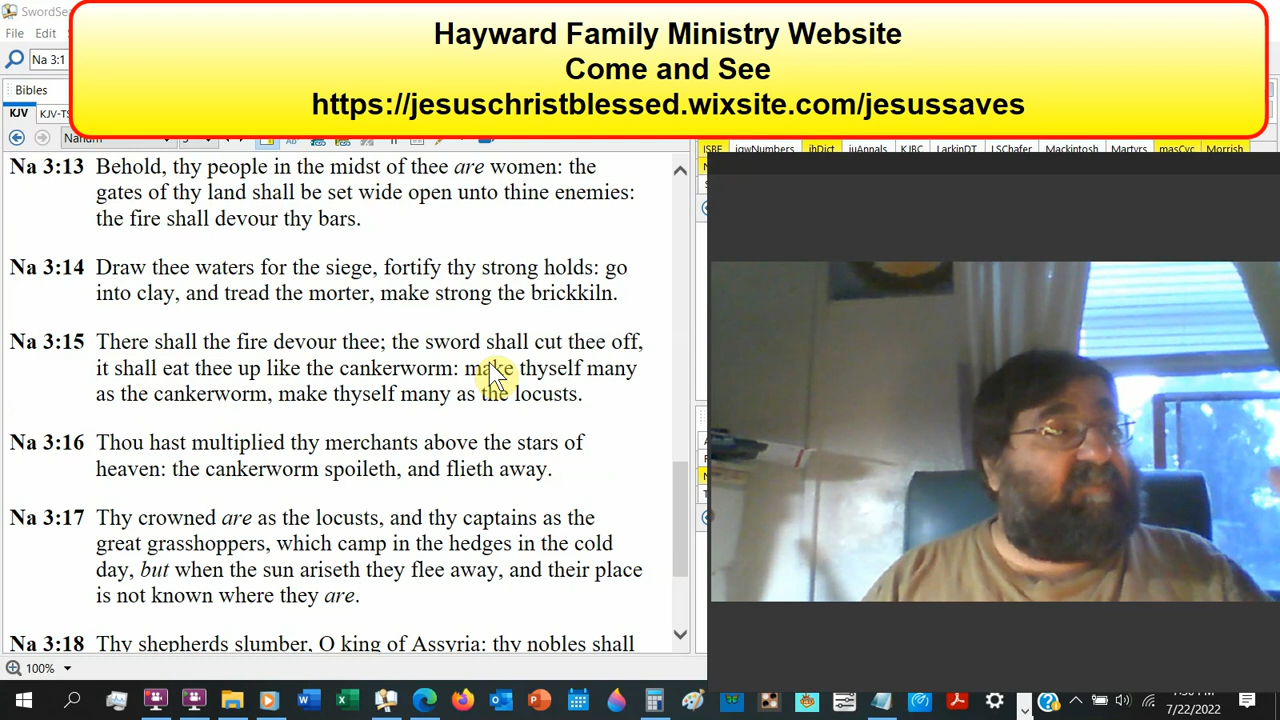 SwordSea
Hayward Family Ministry Website
Come and See
https://jesuschristblessed.wixsite.com/jesussaves
File Edit
Na 3:1
Bibles
KJV
Nahum
ISBE jgwNumbers jhDict juAnnals KJBC LarkinDT LSChafer Mackintosh Martyrs masCyc Morrish
Na 3:13 Behold, thy people in the midst of thee are women: the
gates of thy land shall be set wide open unto thine enemies:
the fire shall devour thy bars.
Na 3:14 Draw thee waters for the siege, fortify thy strong holds: go
into clay, and tread the morter, make strong the brickkiln.
Na 3:15 There shall the fire devour thee; the sword shall cut thee off,
it shall eat thee up like the cankerworm: make thyself many
as the cankerworm, make thyself many as the locusts.
Na 3:16 Thou hast multiplied thy merchants above the stars of
heaven: the cankerworm spoileth, and flieth away.
Na 3:17 Thy crowned are as the locusts, and thy captains as the
great grasshoppers, which camp in the hedges in the cold
day, but when the sun ariseth they flee away, and their place
is not known where they are.
Na 3:18 Thy shepherds slumber, O king of Assyria: thy nobles shall
100%
7/22/2022